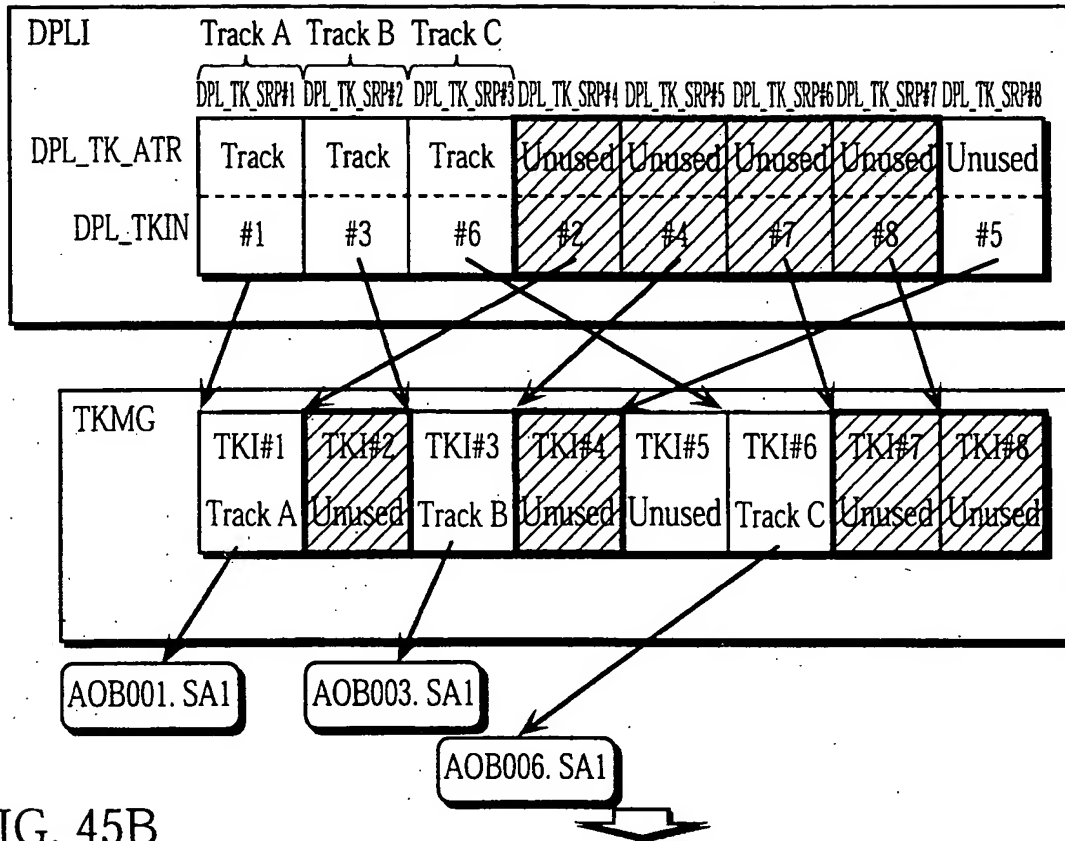 DPLI Track A Track B Track C
DPL_TK_SRP#1 DPL_TK_SRP#2 DPL_TK_SRP#3 DPL_TK_SRP#4 DPL_TK_SRP#5 DPL_TK_SRP#6 DPL_TK_SRP#7 DPL_TK_SRP#8
DPL_TK_ATR Track Track Track Unused Unused Unused Unused Unused
DPL_TKIN #1 #3 #6 #2 #4 #7 #8 #5
TKMG
TKI#1 TKI#2 TKI#3 TKI#4 TKI#5 TKI#6 TKI#7 TKI#8
Track A Unused Track B Unused Unused Track C Unused Unused
AOB001. SA1 AOB003. SA1
AOB006. SA1
IG. 45B